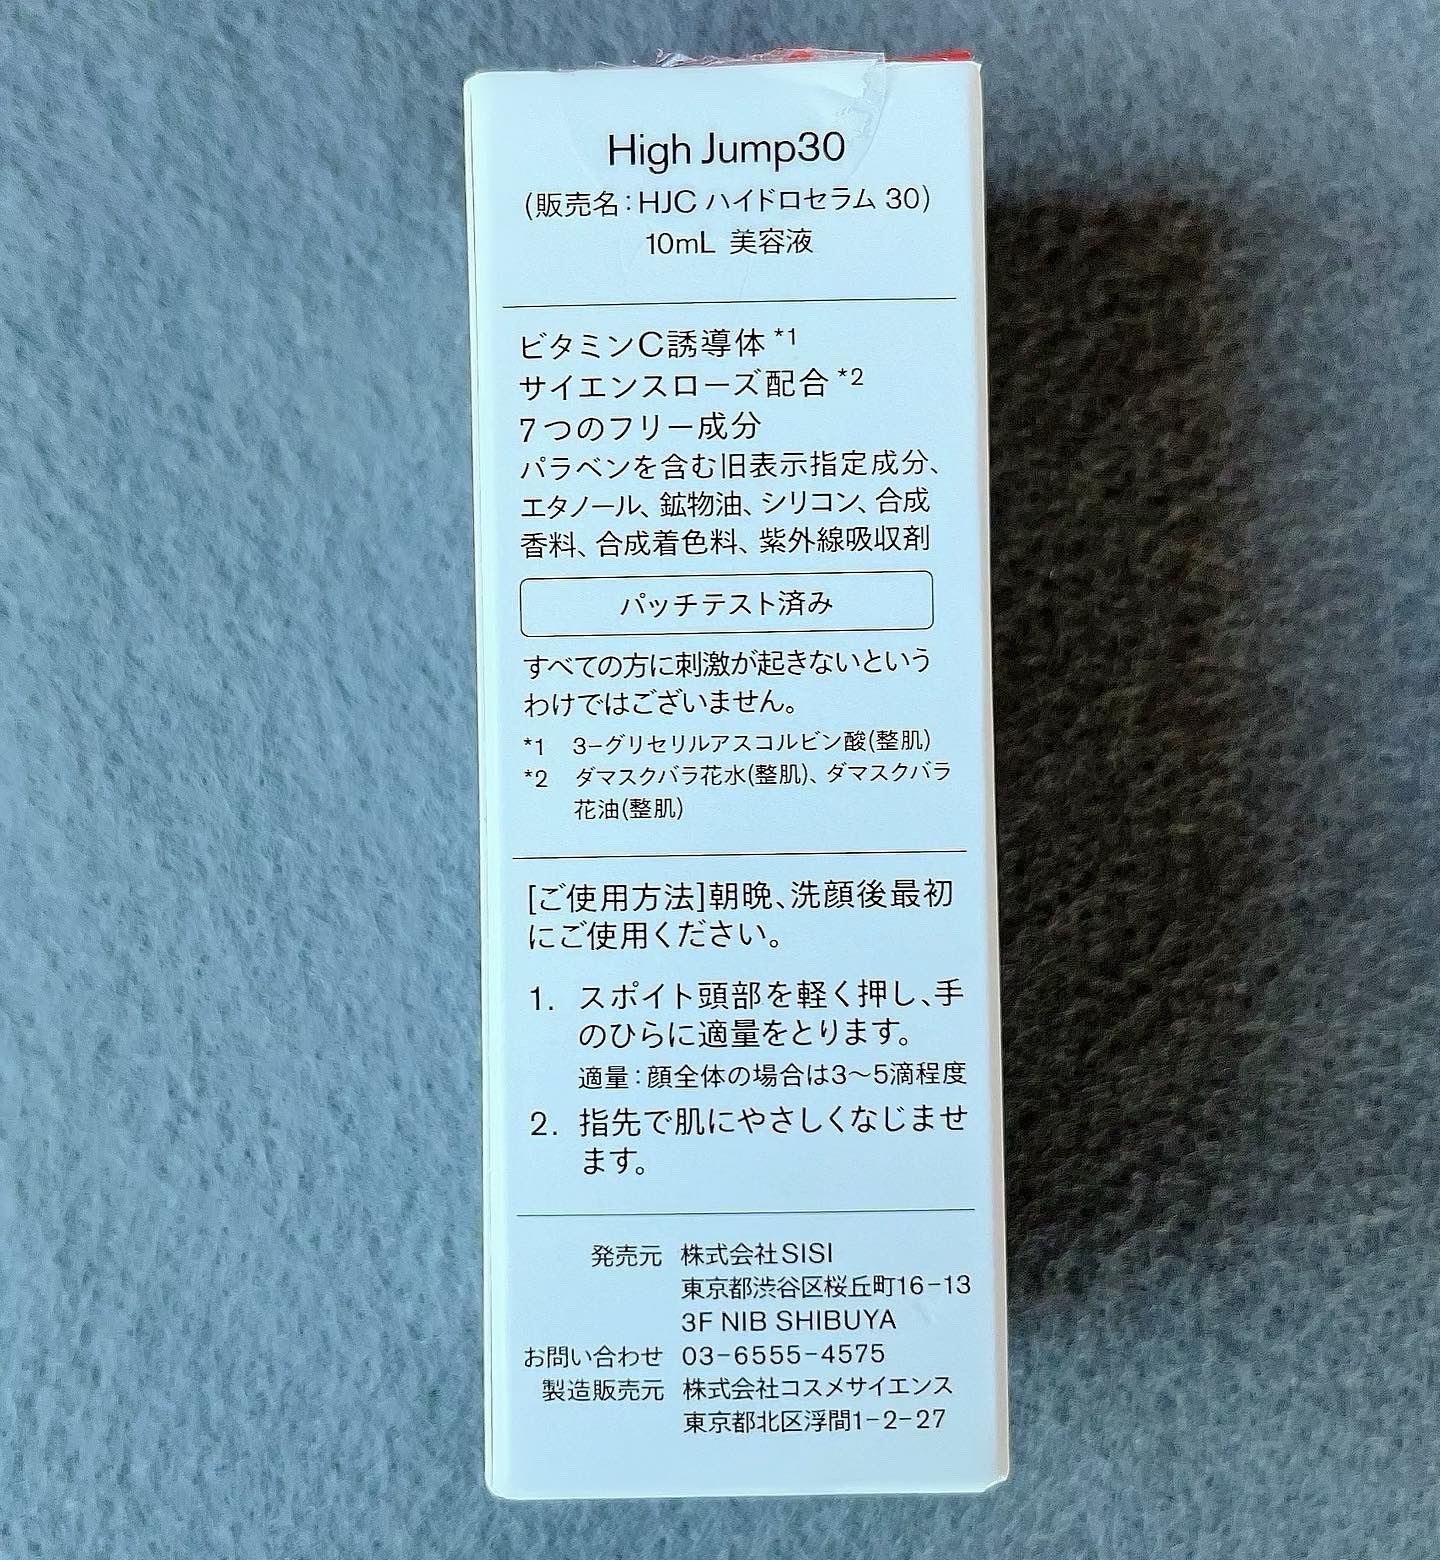 High Jump30
(販売名：HJC ハイドロセラム 30)
10mL 美容液
ビタミンC誘導体 *1
サイエンスローズ配合 *2
7つのフリー成分
パラベンを含む旧表示指定成分、
エタノール、鉱物油、シリコン、合成
香料、合成着色料、紫外線吸収剤
パッチテスト済み
すべての方に刺激が起きないという
わけではございません。
*1 3-グリセリルアスコルビン酸(整肌)
*2 ダマスクバラ花水(整肌)、ダマスクバラ
花油(整肌)
[ご使用方法]朝晩、洗顔後最初
にご使用ください。
1. スポイト頭部を軽く押し、手
のひらに適量をとります。
適量：顔全体の場合は3〜5滴程度
2. 指先で肌にやさしくなじませ
ます。
発売元 株式会社SISI
東京都渋谷区桜丘町16-13
3F NIB SHIBUYA
お問い合わせ 03-6555-4575
製造販売元 株式会社コスメサイエンス
東京都北区浮間1-2-27